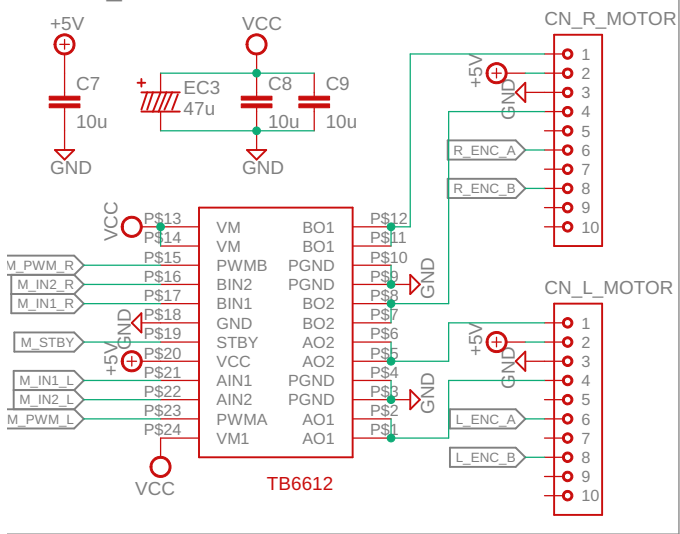 +5V
C7
10u
GND
VCC
+
EC3
47u
C8
10u
C9
10u
GND
CN_R_MOTOR
1
2
3
4
5
6
7
8
9
10
+5V
GND
R_ENC_A
R_ENC_B
VCC
P$13
P$14
P$15
P$16
P$17
P$18
P$19
P$20
P$21
P$22
P$23
P$24
M_PWM_R
M_IN2_R
M_IN1_R
GND
M_STBY
+5V
M_IN1_L
M_IN2_L
M_PWM_L
VCC
VM BO1
VM BO1
PWMB PGND
BIN2 PGND
BIN1 BO2
GND BO2
STBY AO2
VCC AO2
AIN1 PGND
AIN2 PGND
PWMA AO1
VM1 AO1
TB6612
P$12
P$11
P$10
P$9
P$8
P$7
P$6
P$5
P$4
P$3
P$2
P$1
GND
GND
CN_L_MOTOR
1
2
3
4
5
6
7
8
9
10
+5V
GND
L_ENC_A
L_ENC_B